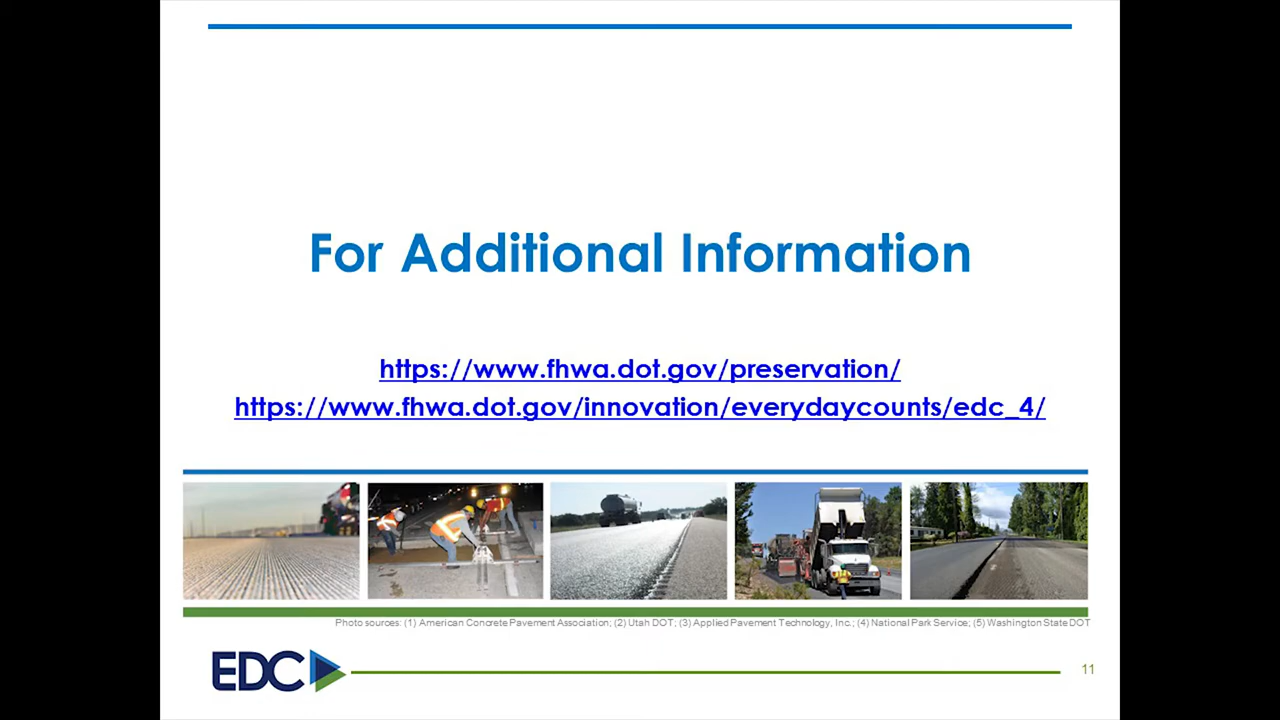 For Additional Information
https://www.fhwa.dot.gov/preservation/
https://www.fhwa.dot.gov/innovation/everydaycounts/edc_4/
Photo sources: (1) American Concrete Pavement Association; (2) Utah DOT; (3) Applied Pavement Technology, Inc.; (4) National Park Service; (5) Washington State DOT
EDC
11